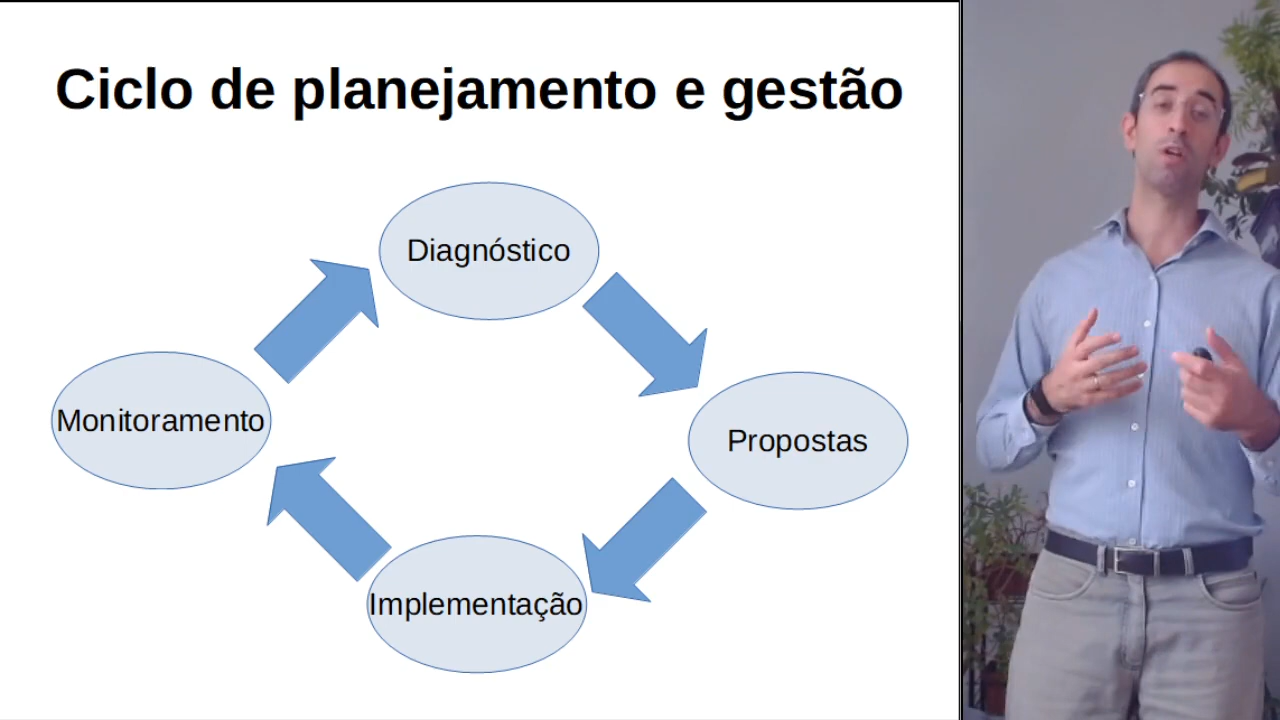 Ciclo de planejamento e gestão
Diagnóstico
Monitoramento
Propostas
Implementação